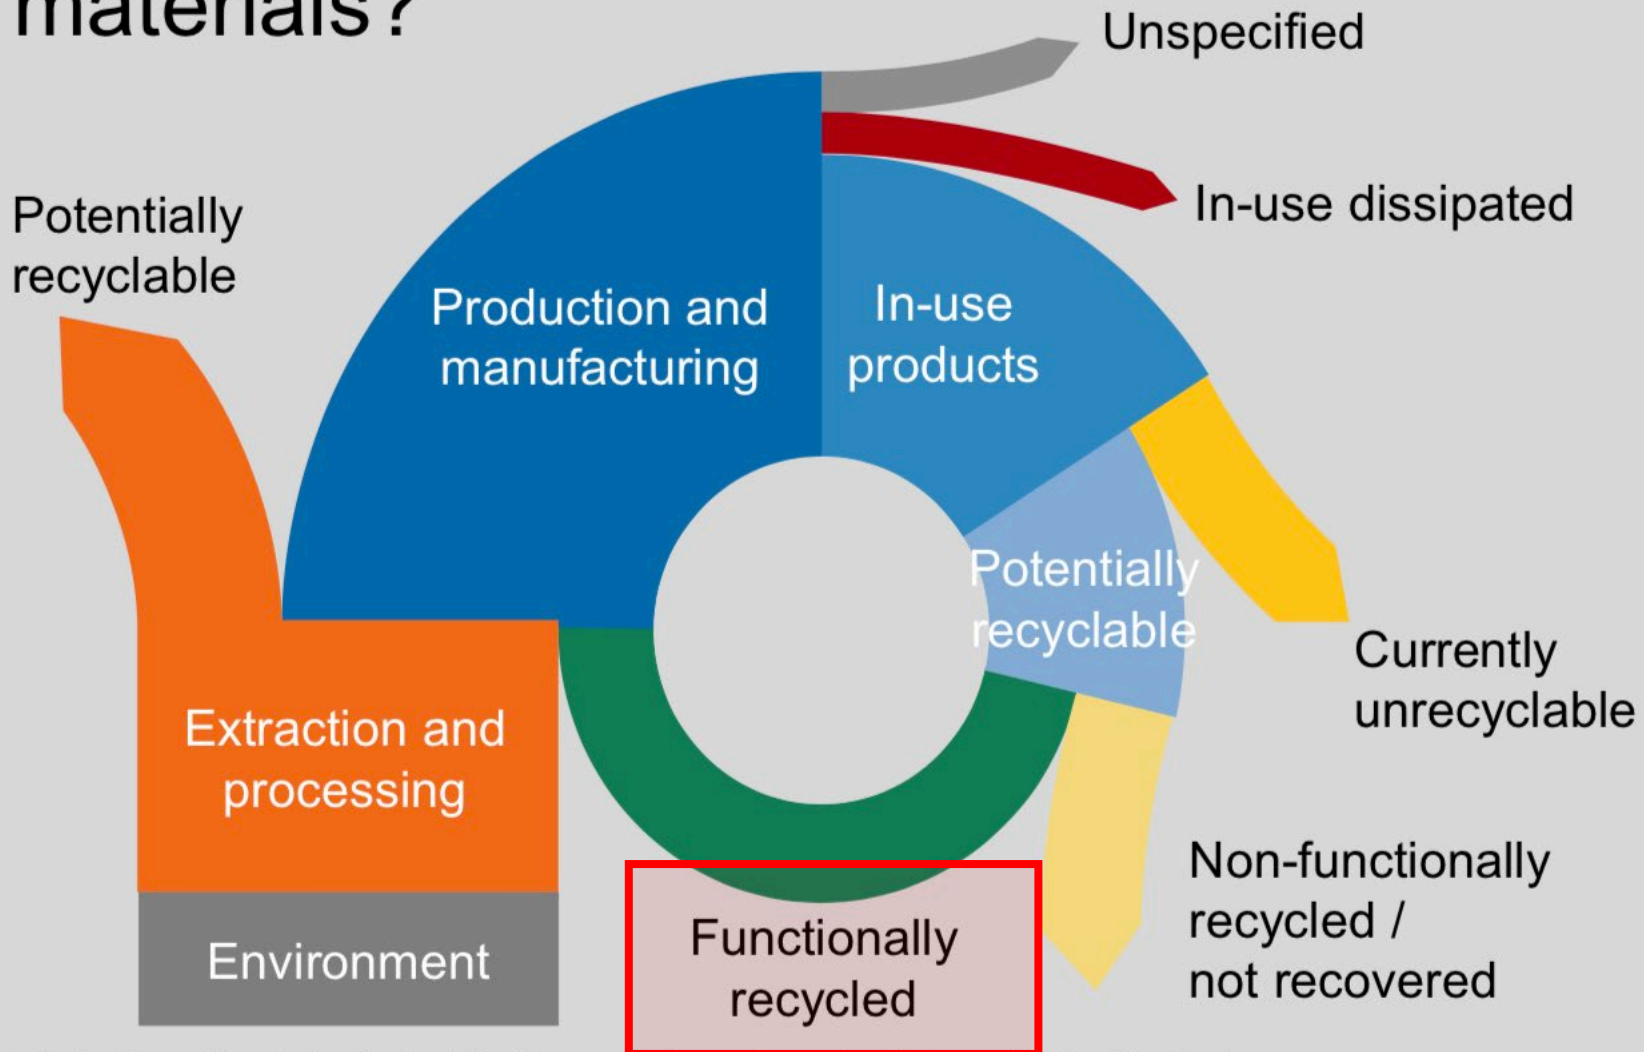 materials?
Unspecified
In-use dissipated
Potentially
recyclable
Production and
manufacturing
In-use
products
Potentially
recyclable
Currently
unrecyclable
Extraction and
processing
Environment
Functionally
recycled
Non-functionally
recycled /
not recovered